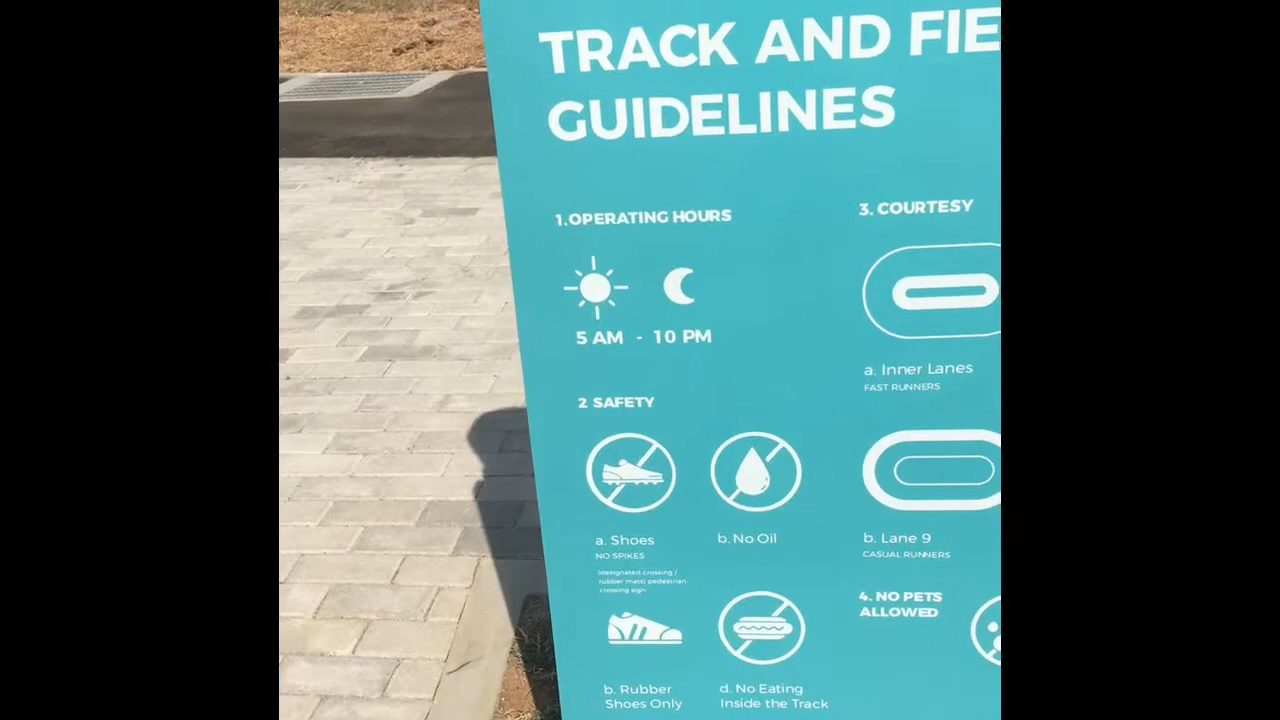 TRACK AND FIE
GUIDELINES
1.OPERATING HOURS
5 AM - 10 PM
2 SAFETY
a. Shoes
NO SPIKES
(designated crossing /
rubber mats) pedestrian
crossing sign
b. No Oil
b. Rubber
Shoes Only
d. No Eating
Inside the Track
3. COURTESY
a. Inner Lanes
FAST RUNNERS
b. Lane 9
CASUAL RUNNERS
4. NO PETS
ALLOWED